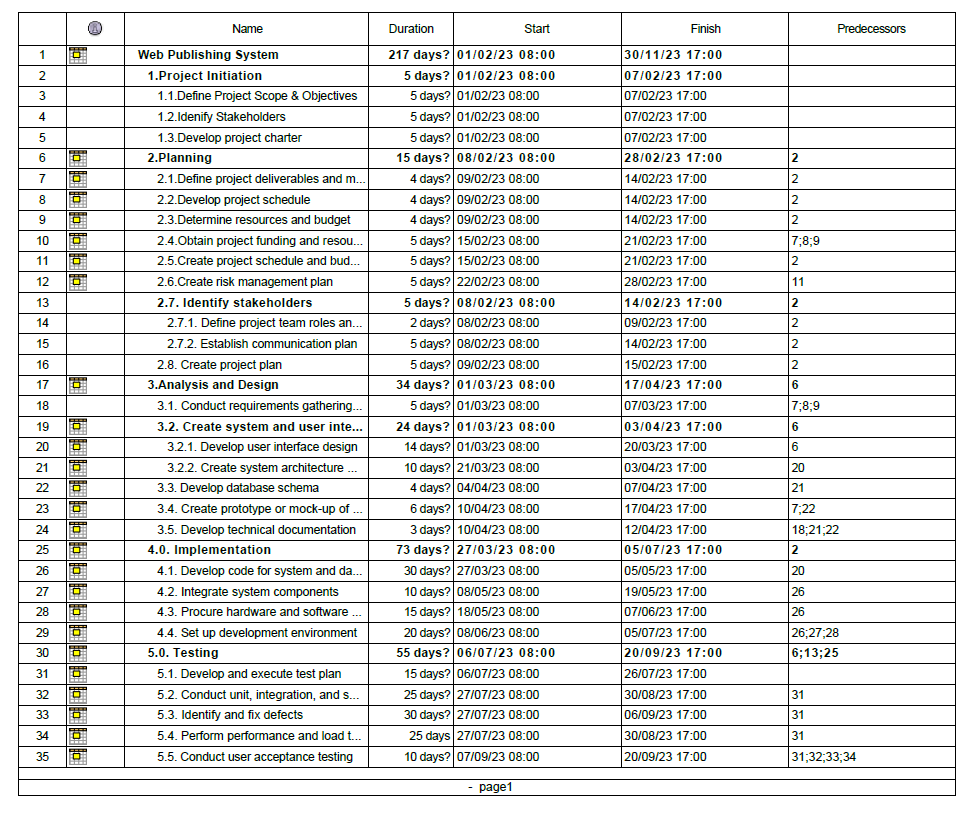 Name Duration Start Finish Predecessors
1 Web Publishing System 217 days? 01/02/23 08:00 30/11/23 17:00
2 1.Project Initiation 5 days? 01/02/23 08:00 07/02/23 17:00
3 1.1.Define Project Scope & Objectives 5 days? 01/02/23 08:00 07/02/23 17:00
4 1.2.Idenify Stakeholders 5 days? 01/02/23 08:00 07/02/23 17:00
5 1.3.Develop project charter 5 days? 01/02/23 08:00 07/02/23 17:00
6 2.Planning 15 days? 08/02/23 08:00 28/02/23 17:00 2
7 2.1.Define project deliverables and m... 4 days? 09/02/23 08:00 14/02/23 17:00 2
8 2.2.Develop project schedule 4 days? 09/02/23 08:00 14/02/23 17:00 2
9 2.3.Determine resources and budget 4 days? 09/02/23 08:00 14/02/23 17:00 2
10 2.4.Obtain project funding and resou... 5 days? 15/02/23 08:00 21/02/23 17:00 7;8;9
11 2.5.Create project schedule and bud... 5 days? 15/02/23 08:00 21/02/23 17:00 2
12 2.6.Create risk management plan 5 days? 22/02/23 08:00 28/02/23 17:00 11
13 2.7. Identify stakeholders 5 days? 08/02/23 08:00 14/02/23 17:00 2
14 2.7.1. Define project team roles an... 2 days? 08/02/23 08:00 09/02/23 17:00 2
15 2.7.2. Establish communication plan 5 days? 08/02/23 08:00 14/02/23 17:00 2
16 2.8. Create project plan 5 days? 09/02/23 08:00 15/02/23 17:00 2
17 3.Analysis and Design 34 days? 01/03/23 08:00 17/04/23 17:00 6
18 3.1. Conduct requirements gathering... 5 days? 01/03/23 08:00 07/03/23 17:00 7;8;9
19 3.2. Create system and user inte... 24 days? 01/03/23 08:00 03/04/23 17:00 6
20 3.2.1. Develop user interface design 14 days? 01/03/23 08:00 20/03/23 17:00 6
21 3.2.2. Create system architecture ... 10 days? 21/03/23 08:00 03/04/23 17:00 20
22 3.3. Develop database schema 4 days? 04/04/23 08:00 07/04/23 17:00 21
23 3.4. Create prototype or mock-up of ... 6 days? 10/04/23 08:00 17/04/23 17:00 7;22
24 3.5. Develop technical documentation 3 days? 10/04/23 08:00 12/04/23 17:00 18;21;22
25 4.0. Implementation 73 days? 27/03/23 08:00 05/07/23 17:00 2
26 4.1. Develop code for system and da... 30 days? 27/03/23 08:00 05/05/23 17:00 20
27 4.2. Integrate system components 10 days? 08/05/23 08:00 19/05/23 17:00 26
28 4.3. Procure hardware and software ... 15 days? 18/05/23 08:00 07/06/23 17:00 26
29 4.4. Set up development environment 20 days? 08/06/23 08:00 05/07/23 17:00 26;27;28
30 5.0. Testing 55 days? 06/07/23 08:00 20/09/23 17:00 6;13;25
31 5.1. Develop and execute test plan 15 days? 06/07/23 08:00 26/07/23 17:00
32 5.2. Conduct unit, integration, and s... 25 days? 27/07/23 08:00 30/08/23 17:00 31
33 5.3. Identify and fix defects 30 days? 27/07/23 08:00 06/09/23 17:00 31
34 5.4. Perform performance and load t... 25 days 27/07/23 08:00 30/08/23 17:00 31
35 5.5. Conduct user acceptance testing 10 days? 07/09/23 08:00 20/09/23 17:00 31;32;33;34
- page1